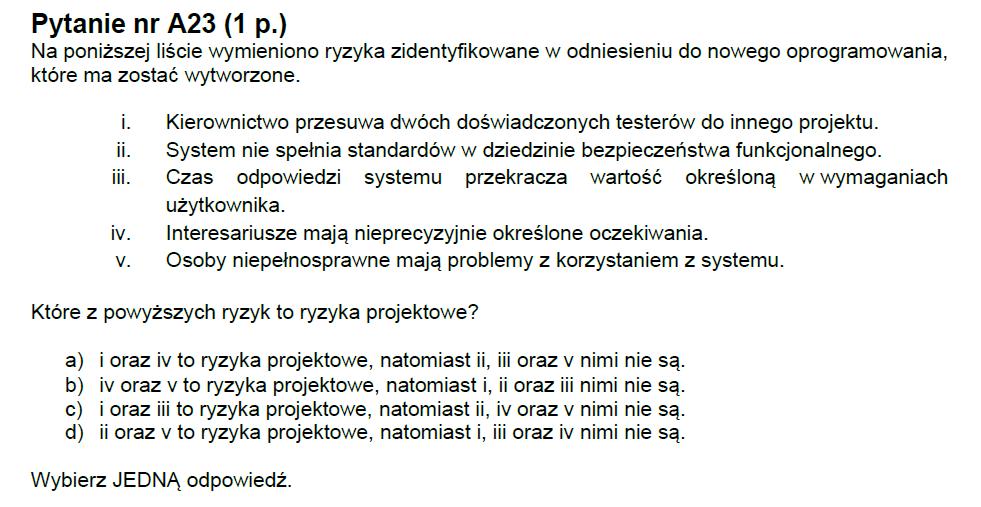 Pytanie nr A23 (1 p.)
Na poniższej liście wymieniono ryzyka zidentyfikowane w odniesieniu do nowego oprogramowania,
które ma zostać wytworzone.
i. Kierownictwo przesuwa dwóch doświadczonych testerów do innego projektu.
ii. System nie spełnia standardów w dziedzinie bezpieczeństwa funkcjonalnego.
iii. Czas odpowiedzi systemu przekracza wartość określoną w wymaganiach
użytkownika.
iv. Interesariusze mają nieprecyzyjnie określone oczekiwania.
v. Osoby niepełnosprawne mają problemy z korzystaniem z systemu.
Które z powyższych ryzyk to ryzyka projektowe?
a) i oraz iv to ryzyka projektowe, natomiast ii, iii oraz v nimi nie są.
b) iv oraz v to ryzyka projektowe, natomiast i, ii oraz iii nimi nie są.
c) i oraz iii to ryzyka projektowe, natomiast ii, iv oraz v nimi nie są.
d) ii oraz v to ryzyka projektowe, natomiast i, iii oraz iv nimi nie są.
Wybierz JEDNĄ odpowiedź.